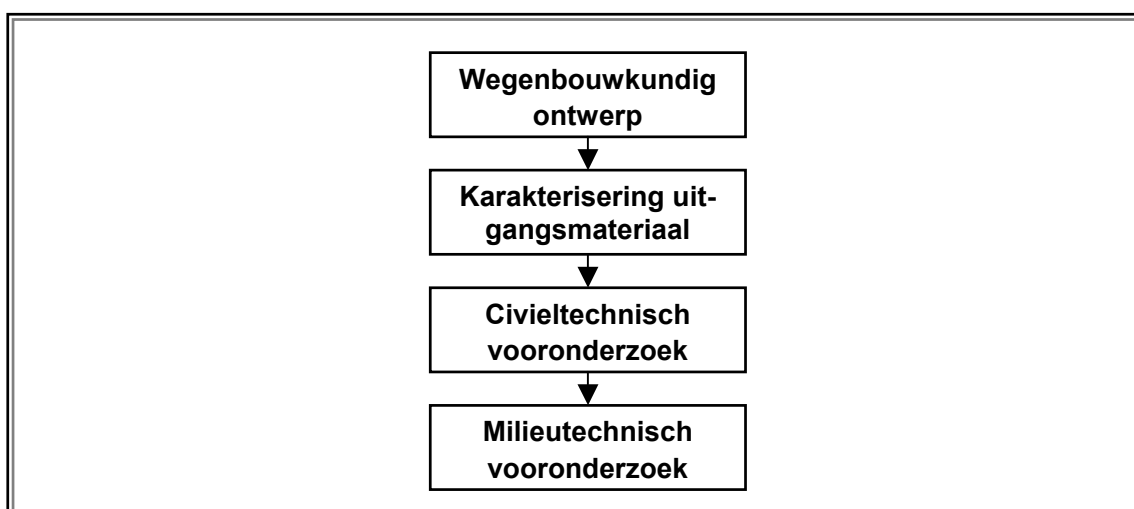 Wegenbouwkundig
ontwerp
Karakterisering uit-
gangsmateriaal
Civieltechnisch
vooronderzoek
Milieutechnisch
vooronderzoek